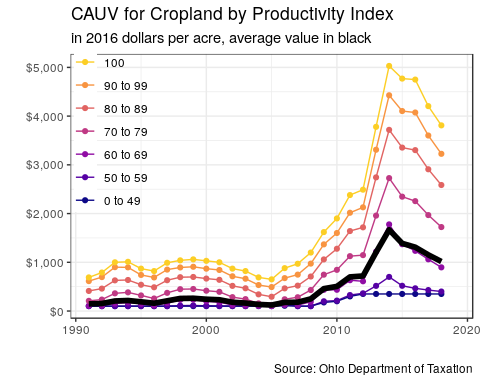 CAUV for Cropland by Productivity Index
in 2016 dollars per acre, average value in black
$5,000
$4,000
$3,000
$2,000
$1,000
$0
100
90 to 99
80 to 89
70 to 79
60 to 69
50 to 59
0 to 49
1990
2000
2010
2020
Source: Ohio Department of Taxation